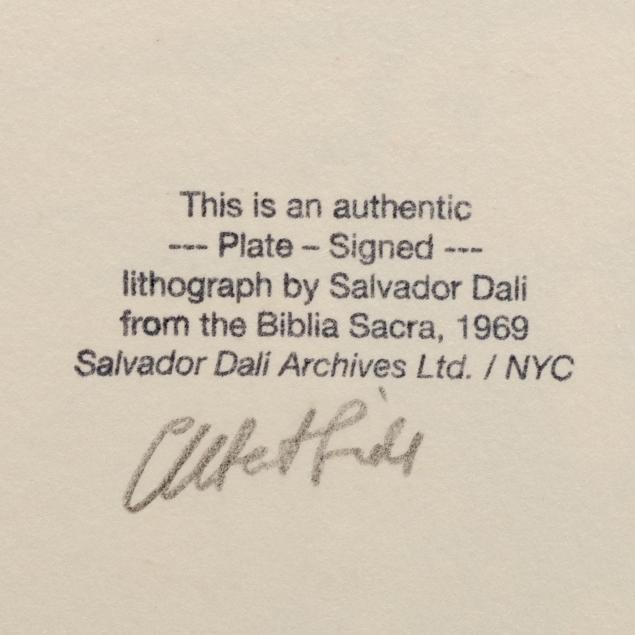 This is an authentic
--- Plate – Signed ---
lithograph by Salvador Dali
from the Biblia Sacra, 1969
Salvador Dali Archives Ltd. / NYC